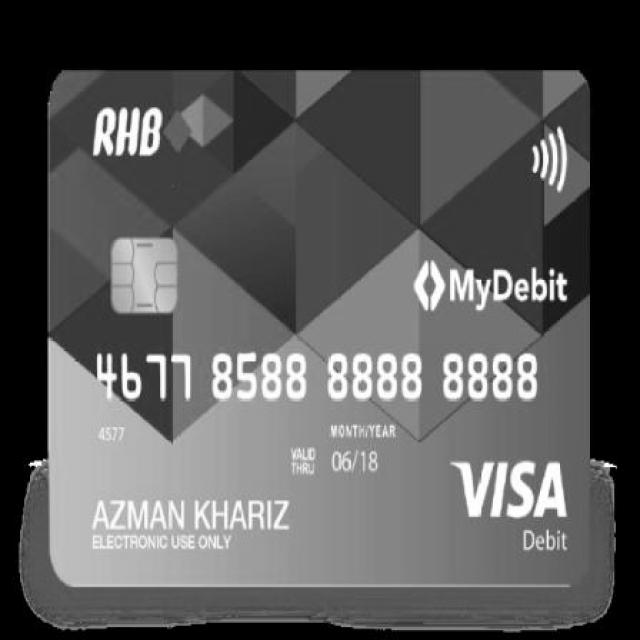 RHB
MyDebit
4677 8588 8888 8888
4577
MONTH/YEAR
VALID THRU 06/18
VISA
AZMAN KHARIZ
ELECTRONIC USE ONLY
Debit